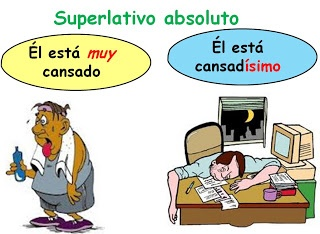 Superlativo absoluto
Él está muy
cansado
Él está
cansadísimo